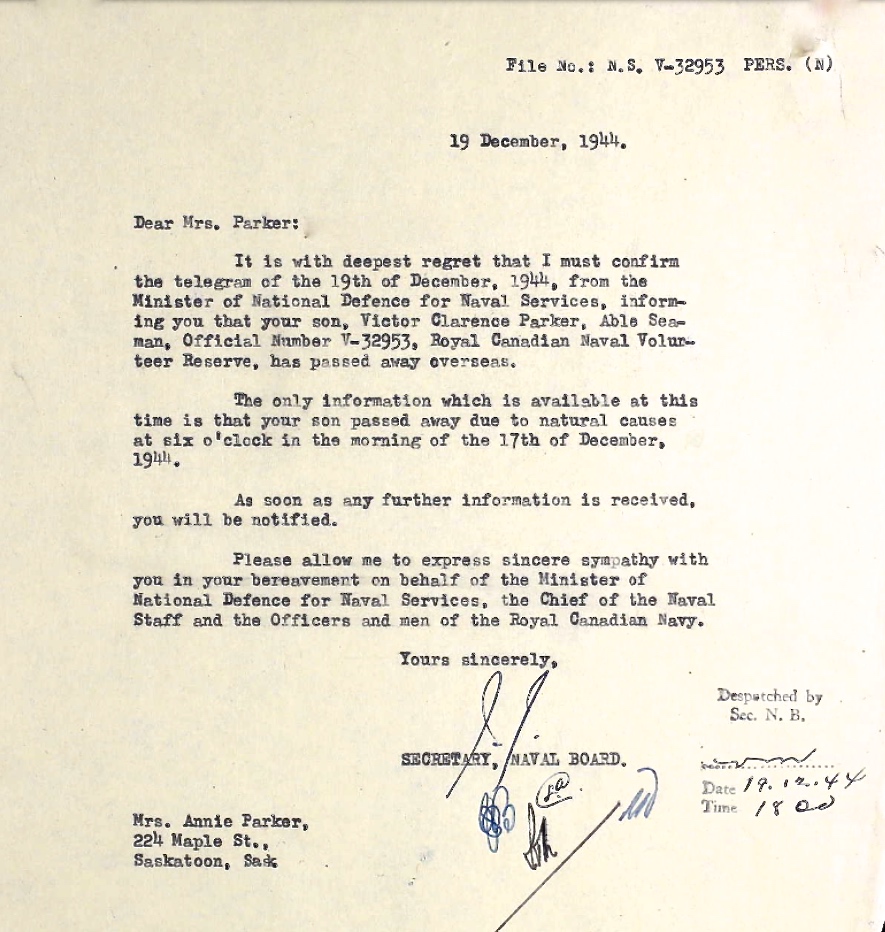 File No.: N.S. V-32953 PERS. (N)
19 December, 1944.
Dear Mrs. Parker:
It is with deepest regret that I must confirm
the telegram of the 19th of December, 1944, from the
Minister of National Defence for Naval Services, inform-
ing you that your son, Victor Clarence Parker, Able Sea-
man, Official Number V-32953, Royal Canadian Naval Volun-
teer Reserve, has passed away overseas.
The only information which is available at this
time is that your son passed away due to natural causes
at six o'clock in the morning of the 17th of December,
1944.
As soon as any further information is received,
you will be notified.
Please allow me to express sincere sympathy with
you in your bereavement on behalf of the Minister of
National Defence for Naval Services, the Chief of the Naval
Staff and the Officers and men of the Royal Canadian Navy.
Yours sincerely,
SECRETARY, NAVAL BOARD.
Despatched by
Sec. N. B.
Date 19.12.44
Time 1800
Mrs. Annie Parker,
224 Maple St.,
Saskatoon, Sask